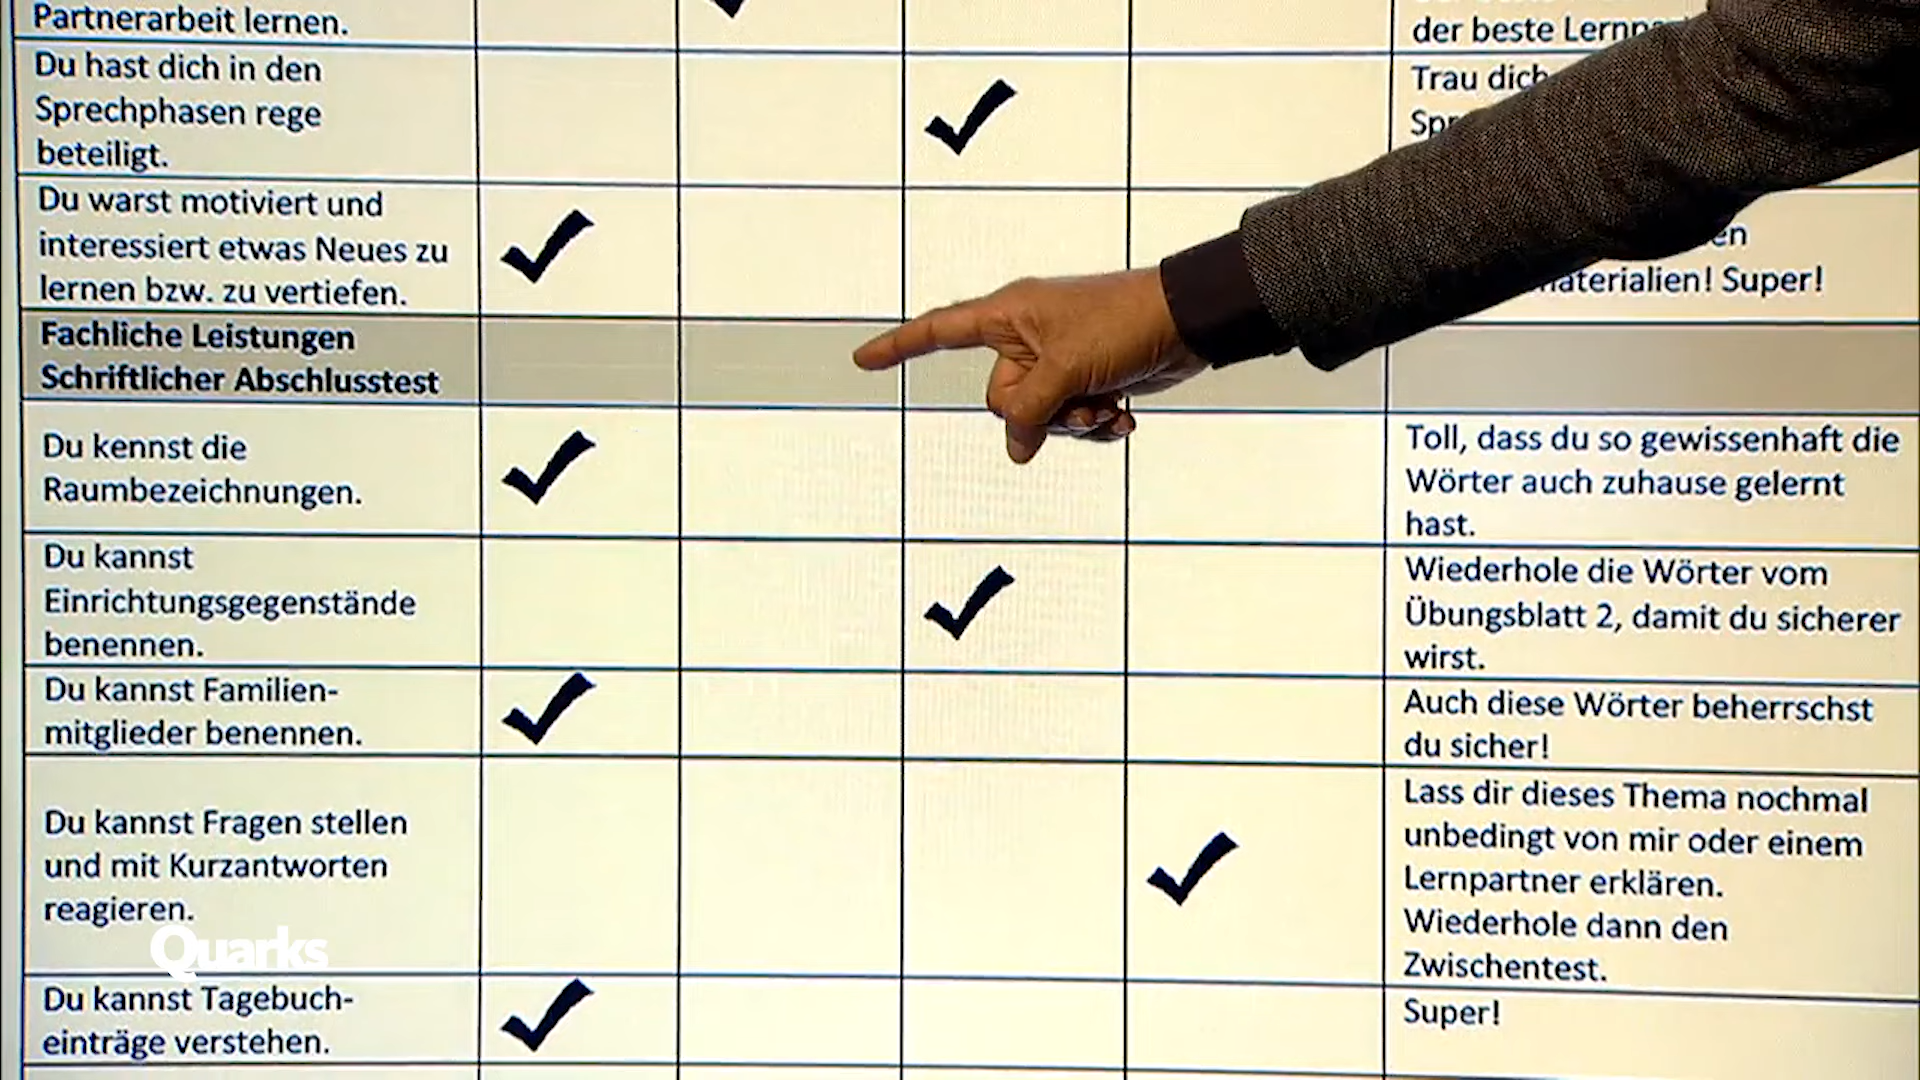 Partnerarbeit lernen.
der beste
Du hast dich in den
Sprechphasen rege
beteiligt.
Trau dich
Du warst motiviert und
interessiert etwas Neues zu
lernen bzw. zu vertiefen.
Super!
Fachliche Leistungen
Schriftlicher Abschlusstest
Du kennst die
Raumbezeichnungen.
Toll, dass du so gewissenhaft die
Wörter auch zuhause gelernt
hast.
Du kannst
Einrichtungsgegenstände
benennen.
Wiederhole die Wörter vom
Übungsblatt 2, damit du sicherer
wirst.
Du kannst Familien-
mitglieder benennen.
Auch diese Wörter beherrschst
du sicher!
Du kannst Fragen stellen
und mit Kurzantworten
reagieren.
Lass dir dieses Thema nochmal
unbedingt von mir oder einem
Lernpartner erklären.
Wiederhole dann den
Zwischentest.
Du kannst Tagebuch-
einträge verstehen.
Super!
Quarks